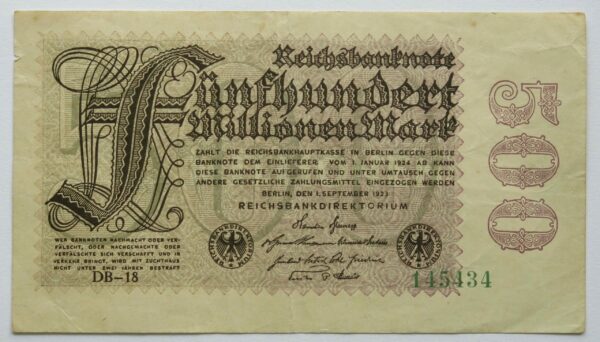 Reichsbanknote
Fünfhundert
Millionen Mark
ZAHLT DIE REICHSBANKHAUPTKASSE IN BERLIN GEGEN DIESE
BANKNOTE DEM EINLIEFERER. VOM 1. JANUAR 1924 AB KANN
DIESE BANKNOTE AUFGERUFEN UND UNTER UMTAUSCH GEGEN
ANDERE GESETZLICHE ZAHLUNGSMITTEL EINGEZOGEN WERDEN
BERLIN, DEN 1. SEPTEMBER 1923
REICHSBANKDIREKTORIUM
WER BANKNOTEN NACHMACHT ODER VER-
FÄLSCHT, ODER NACHGEMACHTE ODER
VERFÄLSCHTE SICH VERSCHAFFT UND IN
VERKEHR BRINGT, WIRD MIT ZUCHTHAUS
NICHT UNTER ZWEI JAHREN BESTRAFT
DB-18
REICHSBANKDIREKTORIUM
REICHSBANKDIREKTORIUM
145434
500